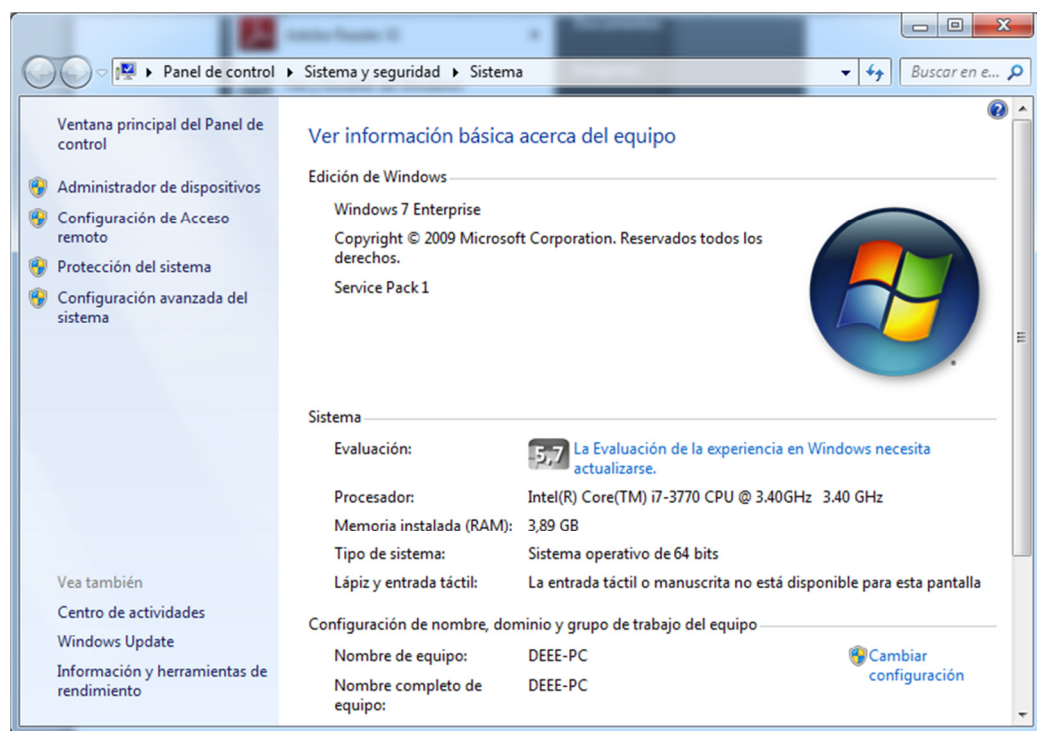 Adobe Reader
Panel de control ▸ Sistema y seguridad ▸ Sistema
Buscar en e...
Ventana principal del Panel de
control
Administrador de dispositivos
Configuración de Acceso
remoto
Protección del sistema
Configuración avanzada del
sistema
Vea también
Centro de actividades
Windows Update
Información y herramientas de
rendimiento
Ver información básica acerca del equipo
Edición de Windows
Windows 7 Enterprise
Copyright © 2009 Microsoft Corporation. Reservados todos los
derechos.
Service Pack 1
Sistema
Evaluación: 5,7 La Evaluación de la experiencia en Windows necesita
actualizarse.
Procesador: Intel(R) Core(TM) i7-3770 CPU @ 3.40GHz 3.40 GHz
Memoria instalada (RAM): 3,89 GB
Tipo de sistema: Sistema operativo de 64 bits
Lápiz y entrada táctil: La entrada táctil o manuscrita no está disponible para esta pantalla
Configuración de nombre, dominio y grupo de trabajo del equipo
Nombre de equipo: DEEE-PC
Cambiar
configuración
Nombre completo de
equipo: DEEE-PC